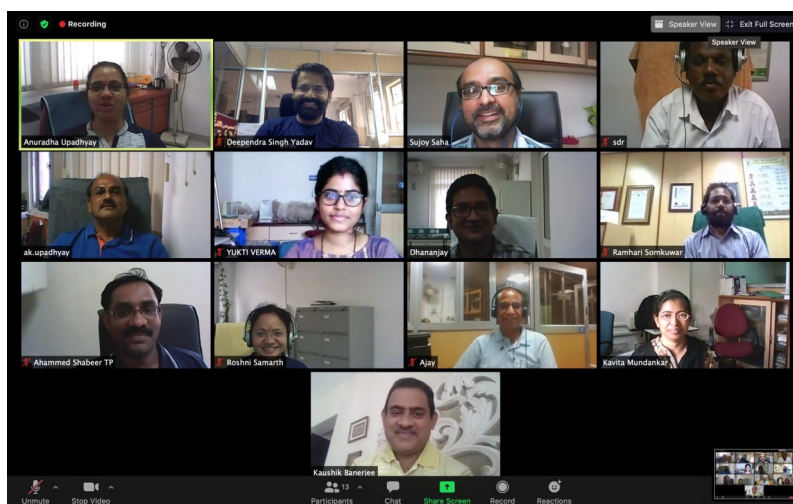 Recording
Speaker View
Exit Full Screen
Speaker View
Anuradha Upadhyay
Deependra Singh Yadav
Sujoy Saha
sdr
ak.upadhyay
YUKTI VERMA
Dhananjay
Ramhari Somkuwar
Ahammed Shabeer TP
Roshni Samarth
Ajay
Kavita Mundankar
Kaushik Banerjee
Unmute
Stop Video
13
Participants
Chat
Share Screen
Record
Reactions